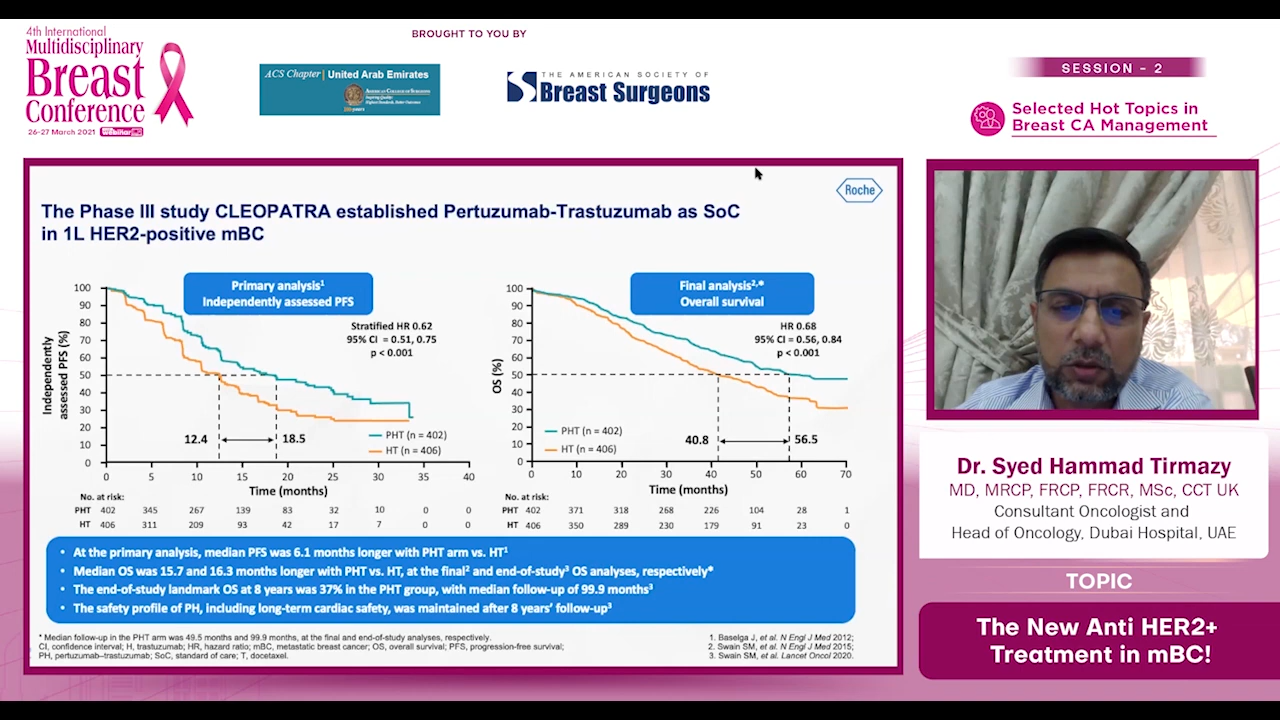 4th International
Multidisciplinary
Breast
Conference
26-27 March 2021 webinar
BROUGHT TO YOU BY
ACS Chapter | United Arab Emirates
AMERICAN COLLEGE OF SURGEONS
THE AMERICAN SOCIETY OF
Breast Surgeons
SESSION - 2
Selected Hot Topics in
Breast CA Management
Roche
The Phase III study CLEOPATRA established Pertuzumab-Trastuzumab as SoC
in 1L HER2-positive mBC
Primary analysis1
Independently assessed PFS
Stratified HR 0.62
95% CI = 0.51, 0.75
p < 0.001
Independently
assessed PFS (%)
100
90
80
70
60
50
40
30
20
10
0
12.4
18.5
PHT (n = 402)
HT (n = 406)
0 5 10 15 20 25 30 35 40
Time (months)
No. at risk:
PHT 402 345 267 139 83 32 10 0 0
HT 406 311 209 93 42 17 7 0 0
Final analysis2,*
Overall survival
HR 0.68
95% CI = 0.56, 0.84
p < 0.001
OS (%)
100
90
80
70
60
50
40
30
20
10
0
PHT (n = 402)
HT (n = 406)
40.8
56.5
0 10 20 30 40 50 60 70
Time (months)
No. at risk:
PHT 402 371 318 268 226 104 28 1
HT 406 350 289 230 179 91 23 0
• At the primary analysis, median PFS was 6.1 months longer with PHT arm vs. HT1
• Median OS was 15.7 and 16.3 months longer with PHT vs. HT, at the final2 and end-of-study3 OS analyses, respectively*
• The end-of-study landmark OS at 8 years was 37% in the PHT group, with median follow-up of 99.9 months3
• The safety profile of PH, including long-term cardiac safety, was maintained after 8 years' follow-up3
* Median follow-up in the PHT arm was 49.5 months and 99.9 months, at the final and end-of-study analyses, respectively.
CI, confidence interval; H, trastuzumab; HR, hazard ratio; mBC, metastatic breast cancer; OS, overall survival; PFS, progression-free survival;
PH, pertuzumab–trastuzumab; SoC, standard of care; T, docetaxel.
1. Baselga J, et al. N Engl J Med 2012;
2. Swain SM, et al. N Engl J Med 2015;
3. Swain SM, et al. Lancet Oncol 2020.
Dr. Syed Hammad Tirmazy
MD, MRCP, FRCP, FRCR, MSc, CCT UK
Consultant Oncologist and
Head of Oncology, Dubai Hospital, UAE
TOPIC
The New Anti HER2+
Treatment in mBC!